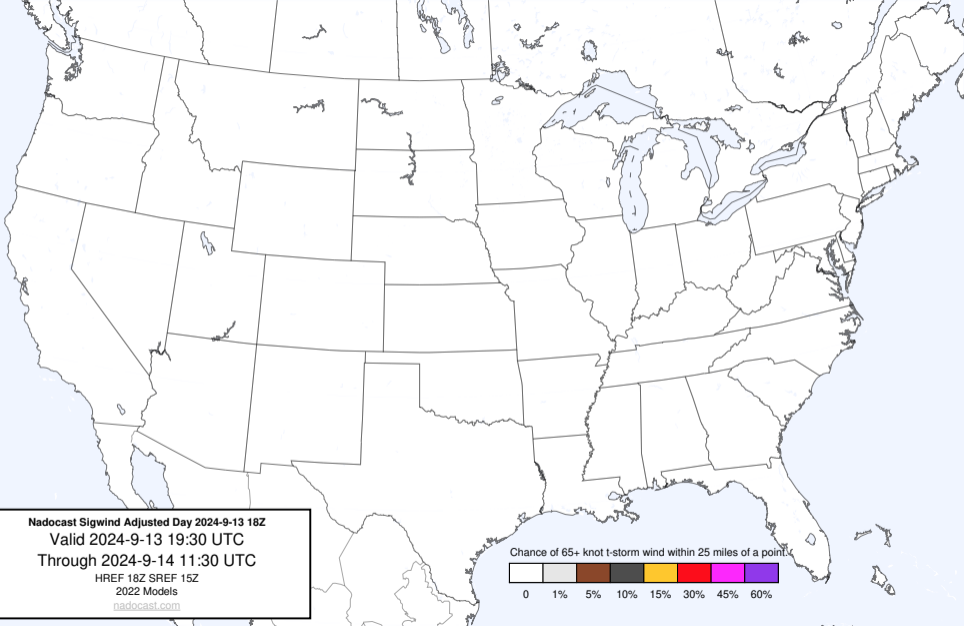 Nadocast Sigwind Adjusted Day 2024-9-13 18Z
Valid 2024-9-13 19:30 UTC
Through 2024-9-14 11:30 UTC
HREF 18Z SREF 15Z
2022 Models
nadocast.com
Chance of 65+ knot t-storm wind within 25 miles of a point.
0 1% 5% 10% 15% 30% 45% 60%